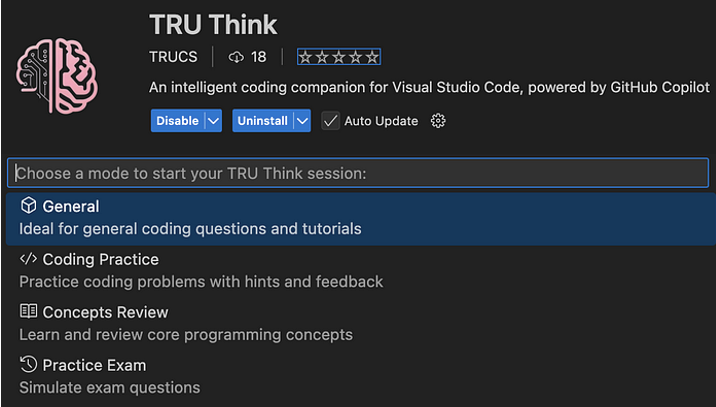 TRU Think
TRUCS 18
An intelligent coding companion for Visual Studio Code, powered by GitHub Copilot
Disable Uninstall Auto Update
Choose a mode to start your TRU Think session:
General
Ideal for general coding questions and tutorials
Coding Practice
Practice coding problems with hints and feedback
Concepts Review
Learn and review core programming concepts
Practice Exam
Simulate exam questions